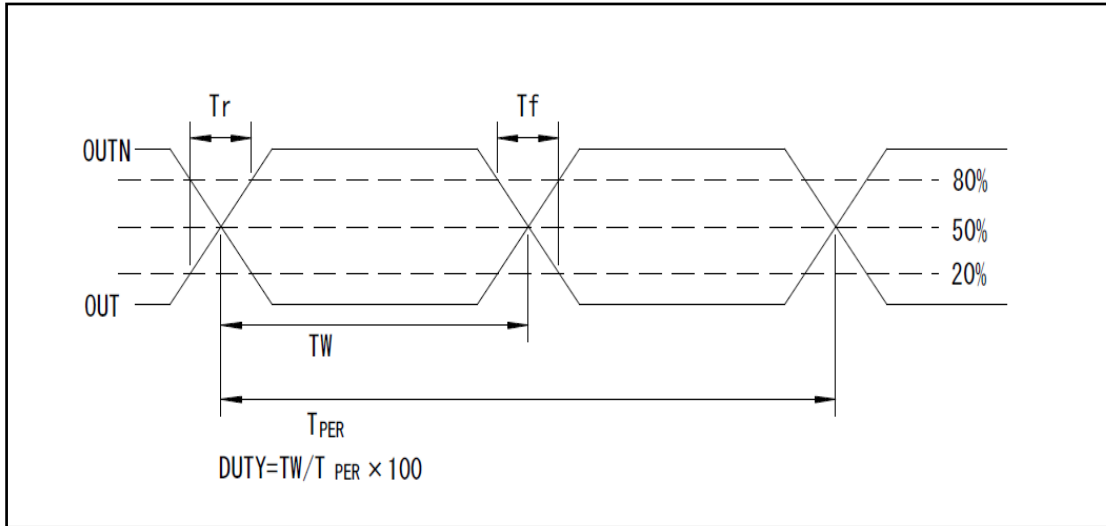 Tr
Tf
OUTN
80%
50%
20%
OUT
TW
TPER
DUTY=TW/T PER × 100